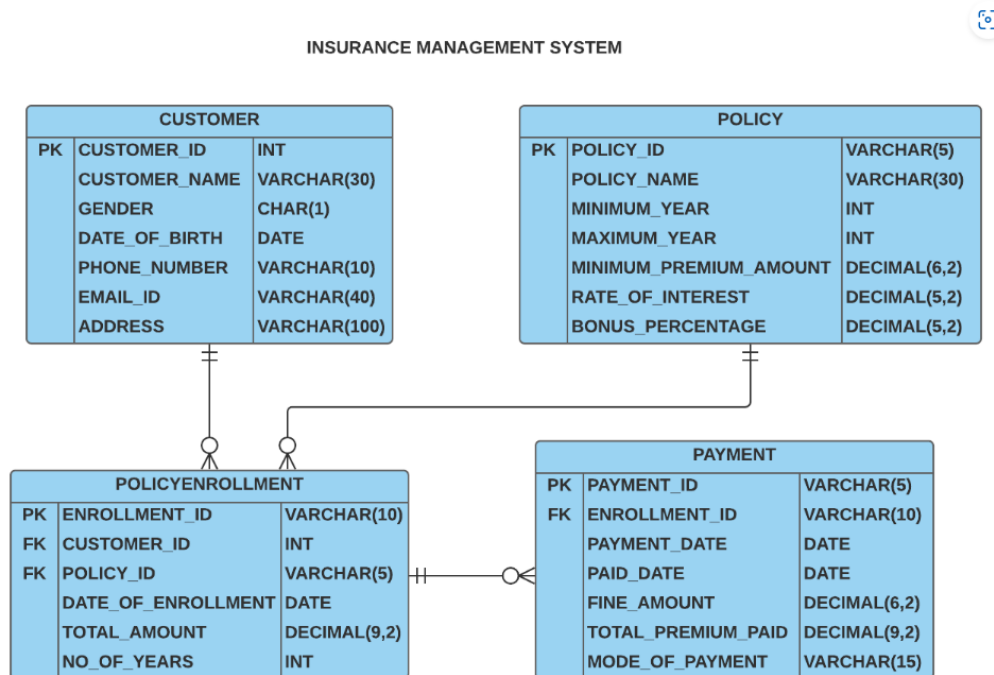 INSURANCE MANAGEMENT SYSTEM
CUSTOMER
PK CUSTOMER_ID INT
CUSTOMER_NAME VARCHAR(30)
GENDER CHAR(1)
DATE_OF_BIRTH DATE
PHONE_NUMBER VARCHAR(10)
EMAIL_ID VARCHAR(40)
ADDRESS VARCHAR(100)
POLICY
PK POLICY_ID VARCHAR(5)
POLICY_NAME VARCHAR(30)
MINIMUM_YEAR INT
MAXIMUM_YEAR INT
MINIMUM_PREMIUM_AMOUNT DECIMAL(6,2)
RATE_OF_INTEREST DECIMAL(5,2)
BONUS_PERCENTAGE DECIMAL(5,2)
POLICYENROLLMENT
PK ENROLLMENT_ID VARCHAR(10)
FK CUSTOMER_ID INT
FK POLICY_ID VARCHAR(5)
DATE_OF_ENROLLMENT DATE
TOTAL_AMOUNT DECIMAL(9,2)
NO_OF_YEARS INT
PAYMENT
PK PAYMENT_ID VARCHAR(5)
FK ENROLLMENT_ID VARCHAR(10)
PAYMENT_DATE DATE
PAID_DATE DATE
FINE_AMOUNT DECIMAL(6,2)
TOTAL_PREMIUM_PAID DECIMAL(9,2)
MODE_OF_PAYMENT VARCHAR(15)